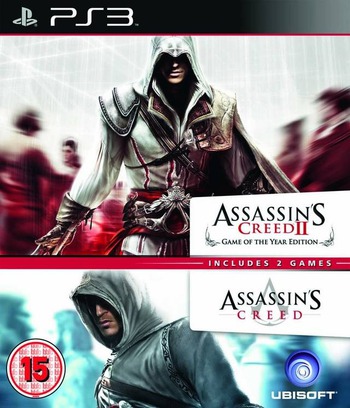 PS3
ASSASSIN'S
CREED II
GAME OF THE YEAR EDITION
INCLUDES 2 GAMES
ASSASSIN'S
CREED
15
UBISOFT